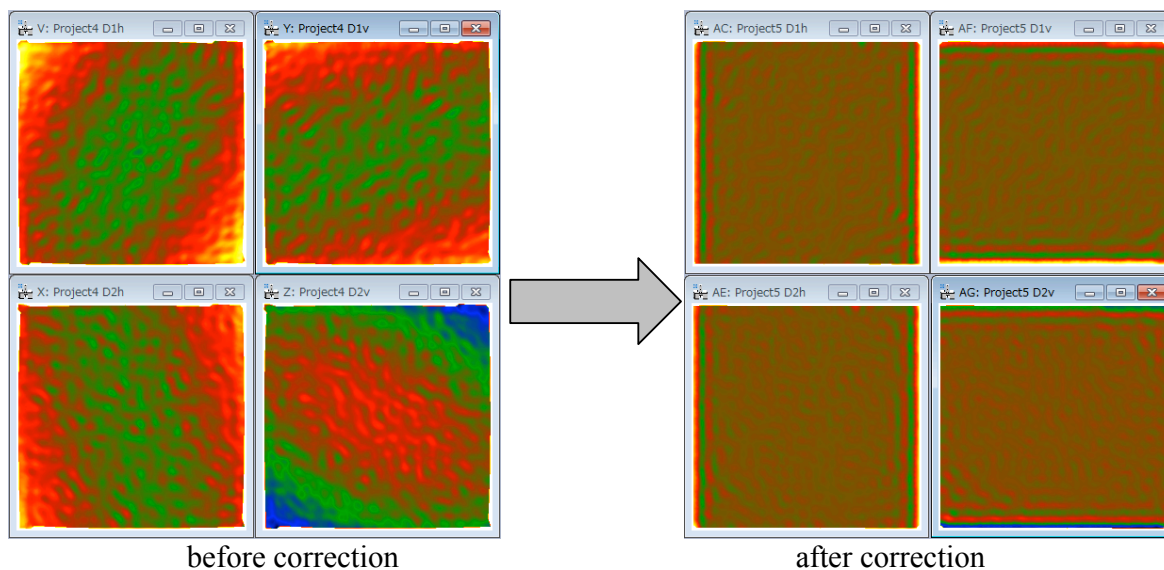 V: Project4 D1h
Y: Project4 D1v
AC: Project5 D1h
AF: Project5 D1v
X: Project4 D2h
Z: Project4 D2v
AE: Project5 D2h
AG: Project5 D2v
before correction
after correction